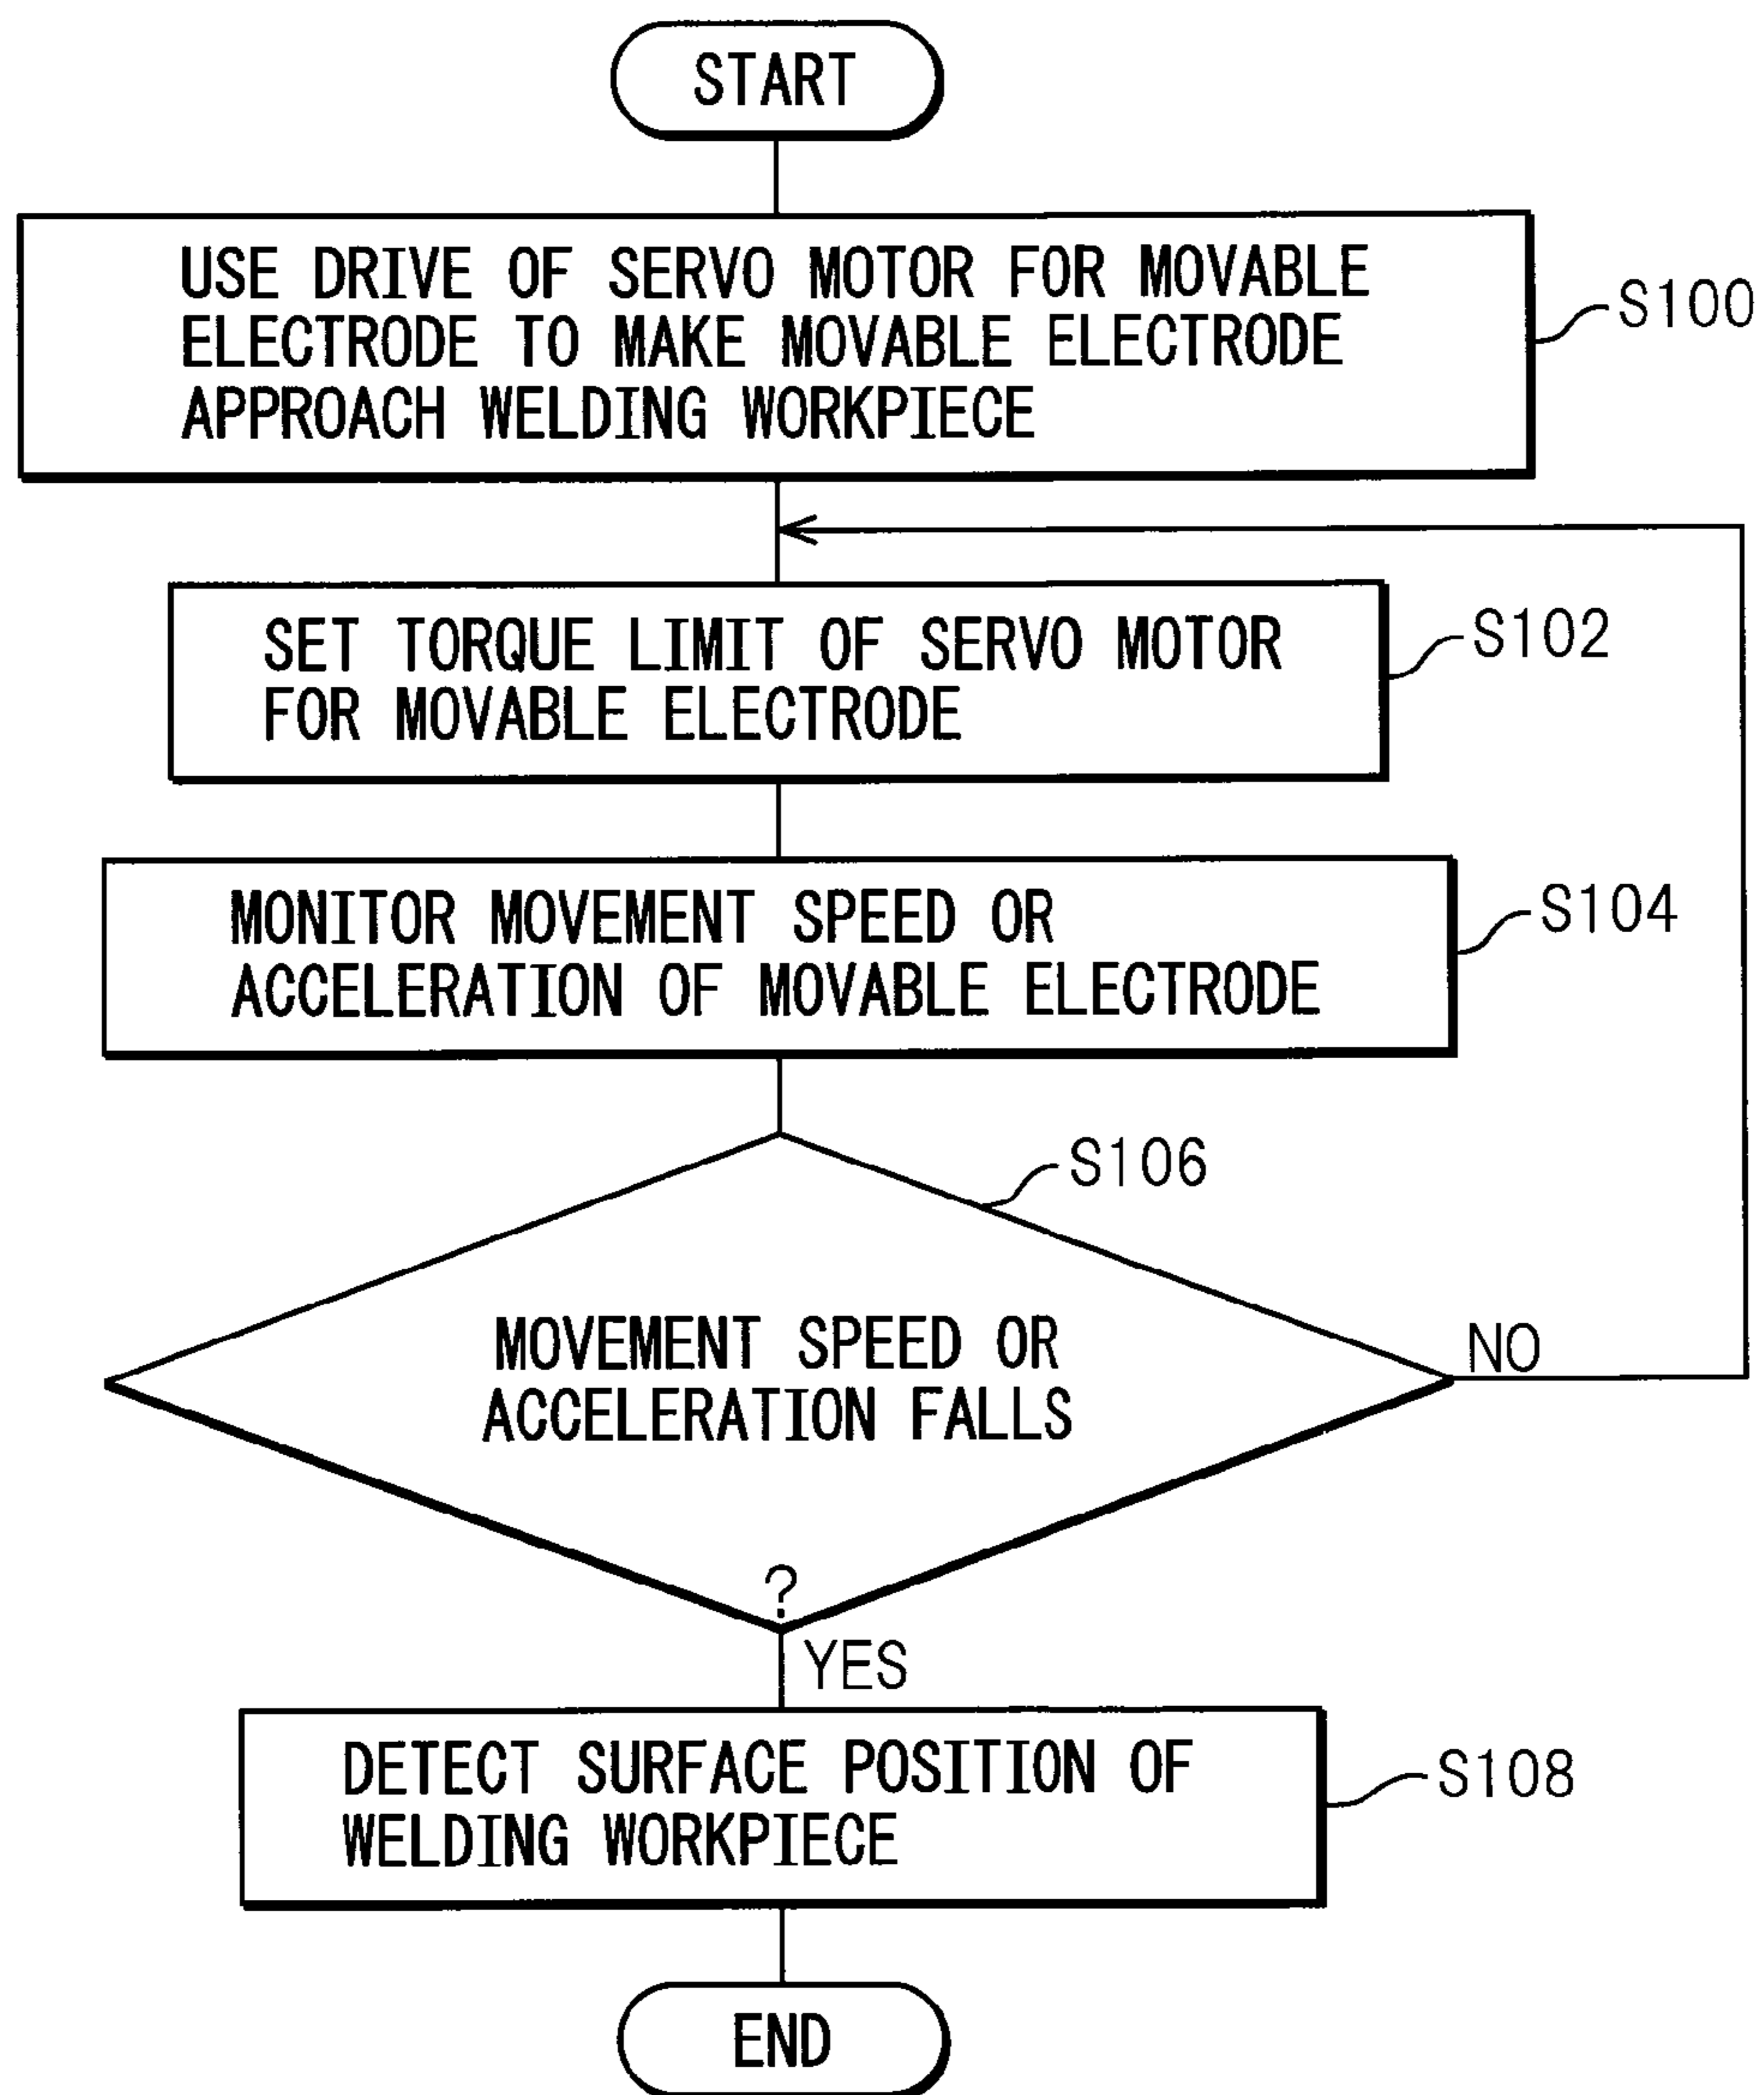 START
USE DRIVE OF SERVO MOTOR FOR MOVABLE
ELECTRODE TO MAKE MOVABLE ELECTRODE
APPROACH WELDING WORKPIECE
S100
SET TORQUE LIMIT OF SERVO MOTOR
FOR MOVABLE ELECTRODE
S102
MONITOR MOVEMENT SPEED OR
ACCELERATION OF MOVABLE ELECTRODE
S104
S106
MOVEMENT SPEED OR
ACCELERATION FALLS
NO
?
YES
DETECT SURFACE POSITION OF
WELDING WORKPIECE
S108
END